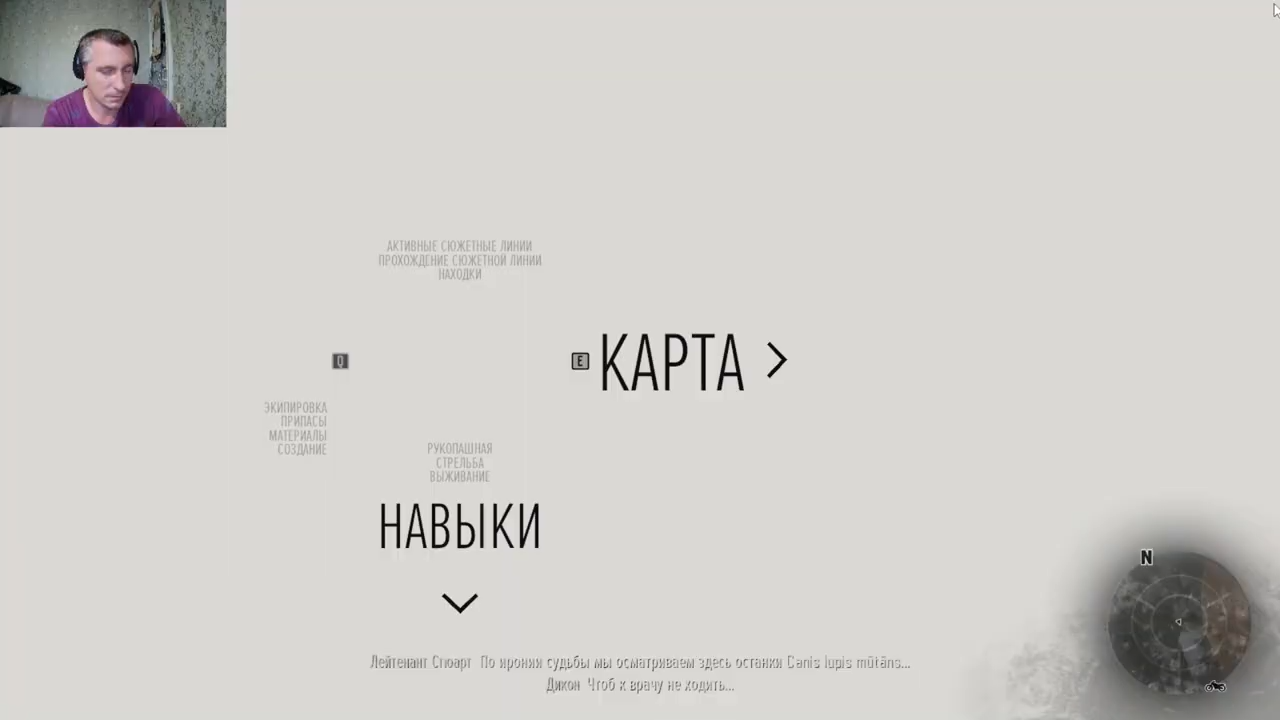 АКТИВНЫЕ СЮЖЕТНЫЕ ЛИНИИ
ПРОХОЖДЕНИЕ СЮЖЕТНОЙ ЛИНИИ
НАХОДКИ
Q
E КАРТА >
ЭКИПИРОВКА
ПРИПАСЫ
МАТЕРИАЛЫ
СОЗДАНИЕ
РУКОПАШНАЯ
СТРЕЛЬБА
ВЫЖИВАНИЕ
НАВЫКИ
N
Лейтенант Стюарт По иронии судьбы мы осматриваем здесь останки Canis lupis mūtāns...
Дикон Чтоб к врачу не ходить...